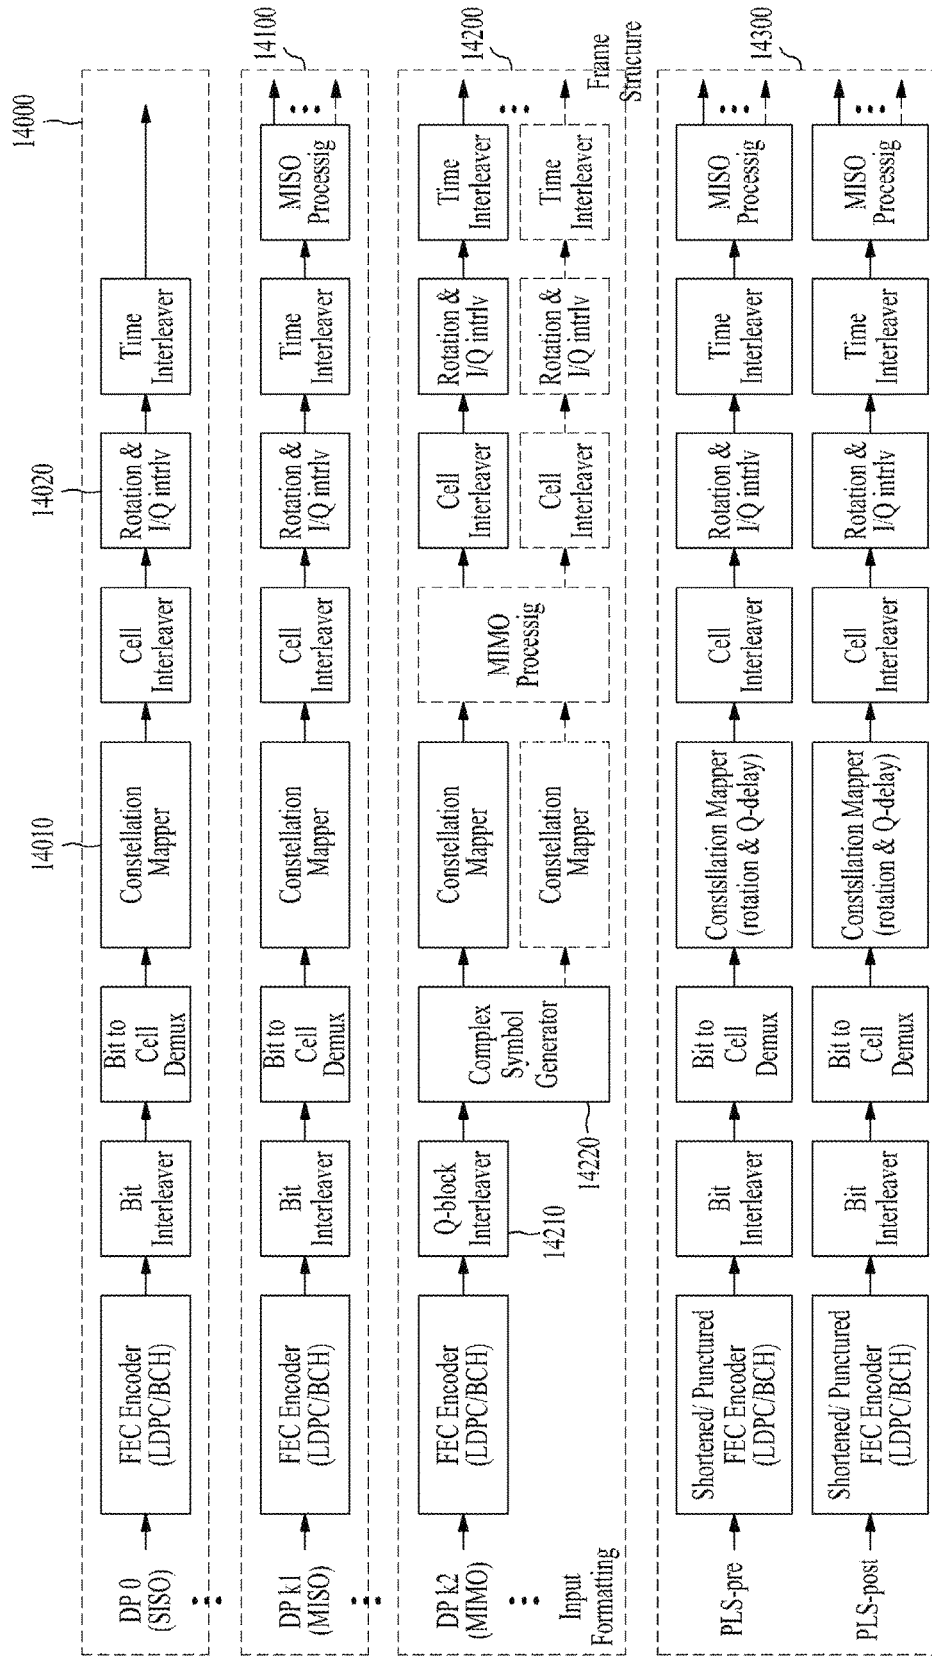 14000
DP 0
(SISO)
FEC Encoder
(LDPC/BCH)
Bit
Interleaver
Bit to
Cell
Demux
Constellation
Mapper
14010
Cell
Interleaver
Rotation &
I/Q intrlv
14020
Time
Interleaver
14100
DP k1
(MISO)
FEC Encoder
(LDPC/BCH)
Bit
Interleaver
Bit to
Cell
Demux
Constellation
Mapper
Cell
Interleaver
Rotation &
I/Q intrlv
Time
Interleaver
MISO
Processig
14200
DP k2
(MIMO)
FEC Encoder
(LDPC/BCH)
Q-block
Interleaver
14210
Complex
Symbol
Generator
14220
Constellation
Mapper
Constellation
Mapper
MIMO
Processig
Cell
Interleaver
Cell
Interleaver
Rotation &
I/Q intrlv
Rotation &
I/Q intrlv
Time
Interleaver
Time
Interleaver
Input
Formatting
Frame
Structure
14300
PLS-pre
Shortened/ Punctured
FEC Encoder
(LDPC/BCH)
Bit
Interleaver
Bit to
Cell
Demux
Constsllation Mapper
(rotation & Q-delay)
Cell
Interleaver
Rotation &
I/Q intrlv
Time
Interleaver
MISO
Processig
PLS-post
Shortened/ Punctured
FEC Encoder
(LDPC/BCH)
Bit
Interleaver
Bit to
Cell
Demux
Constsllation Mapper
(rotation & Q-delay)
Cell
Interleaver
Rotation &
I/Q intrlv
Time
Interleaver
MISO
Processig